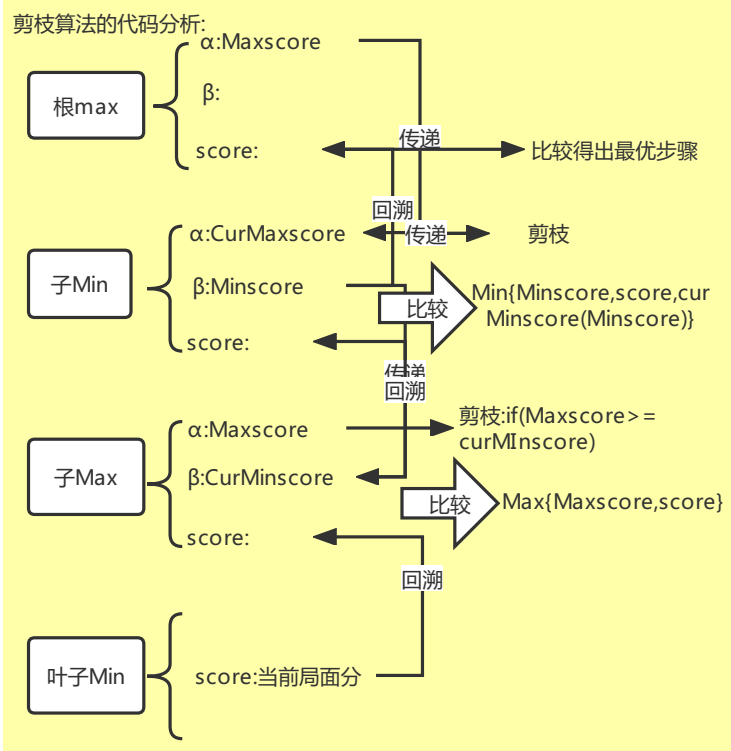 剪枝算法的代码分析:
α:Maxscore
根max
β:
score:
传递
比较得出最优步骤
回溯
α:CurMaxscore
传递
剪枝
子Min
β:Minscore
比较
Min{Minscore,score,cur
Minscore(Minscore)}
score:
传递
回溯
α:Maxscore
剪枝:if(Maxscore>=
curMInscore)
子Max
β:CurMinscore
比较
Max{Maxscore,score}
score:
回溯
叶子Min
score:当前局面分